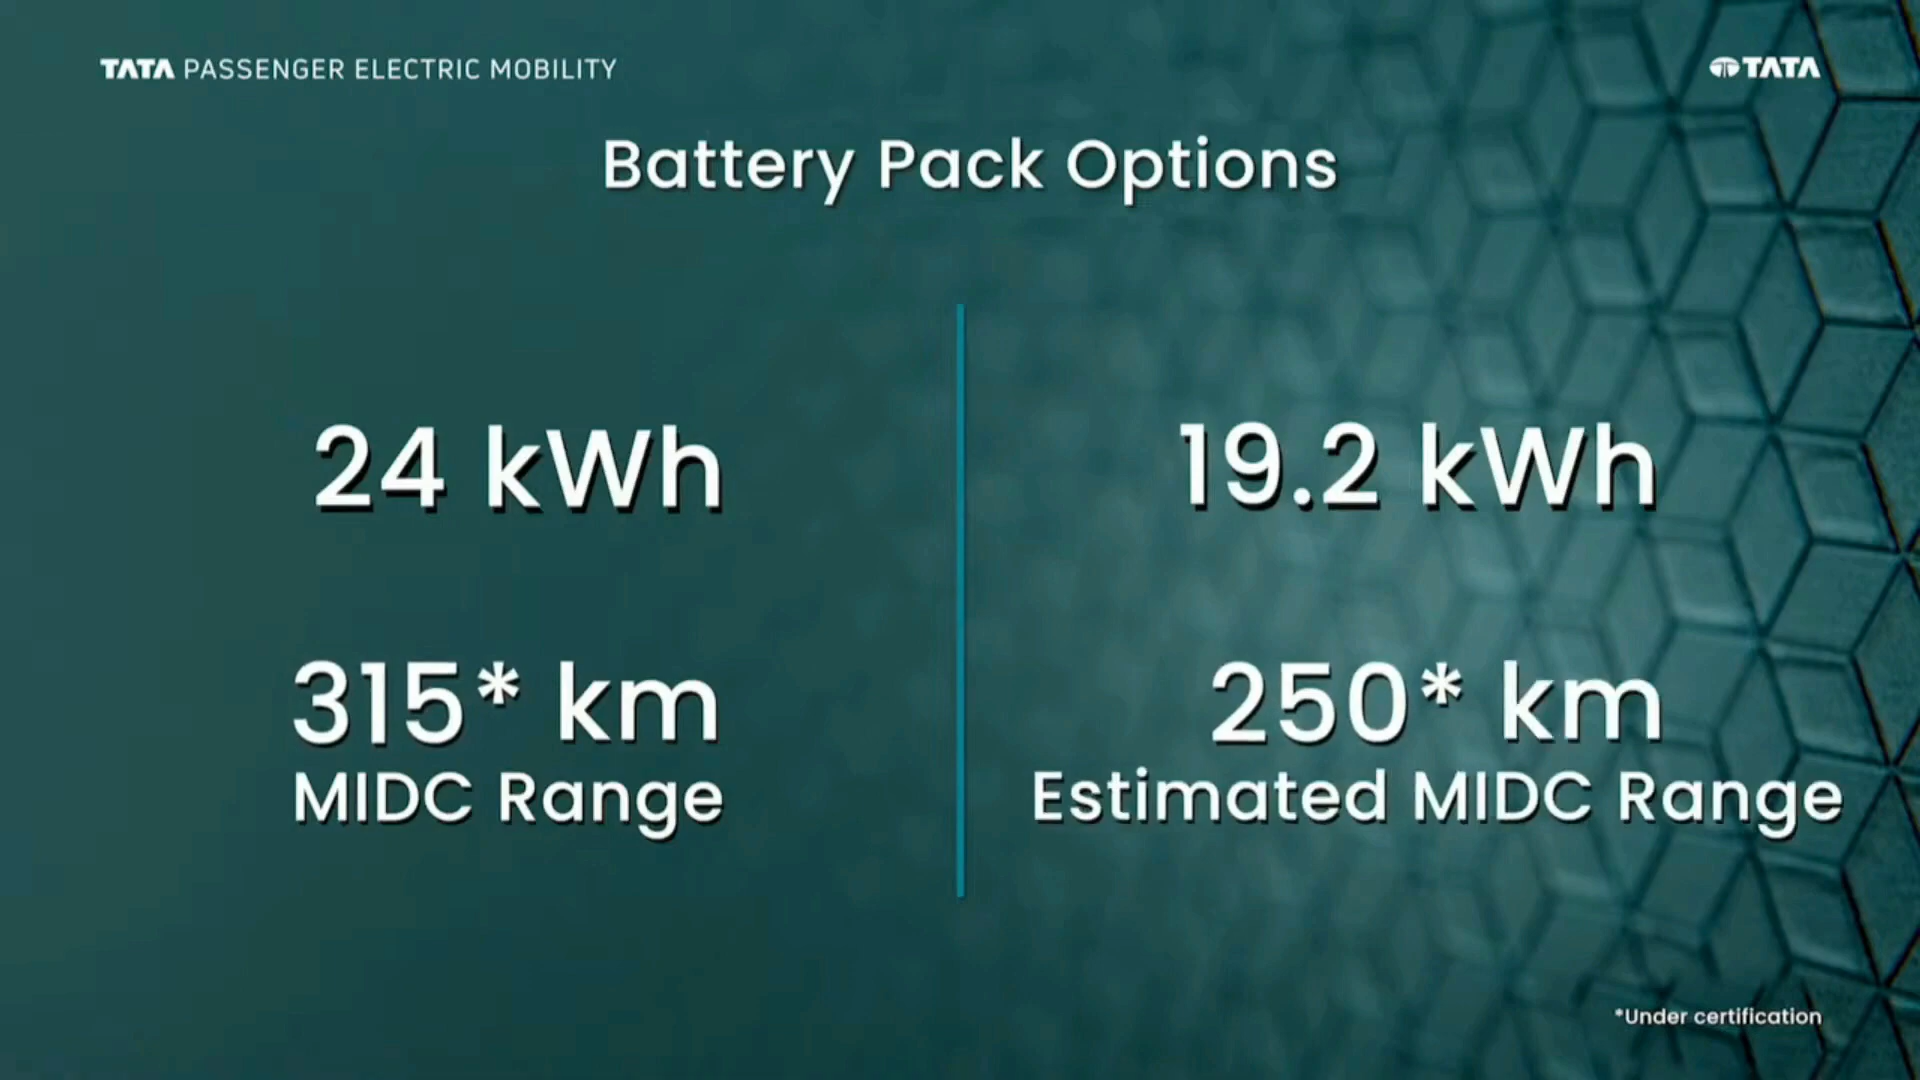 TATA PASSENGER ELECTRIC MOBILITY
TATA
Battery Pack Options
24 kWh
315* km
MIDC Range
19.2 kWh
250* km
Estimated MIDC Range
*Under certification